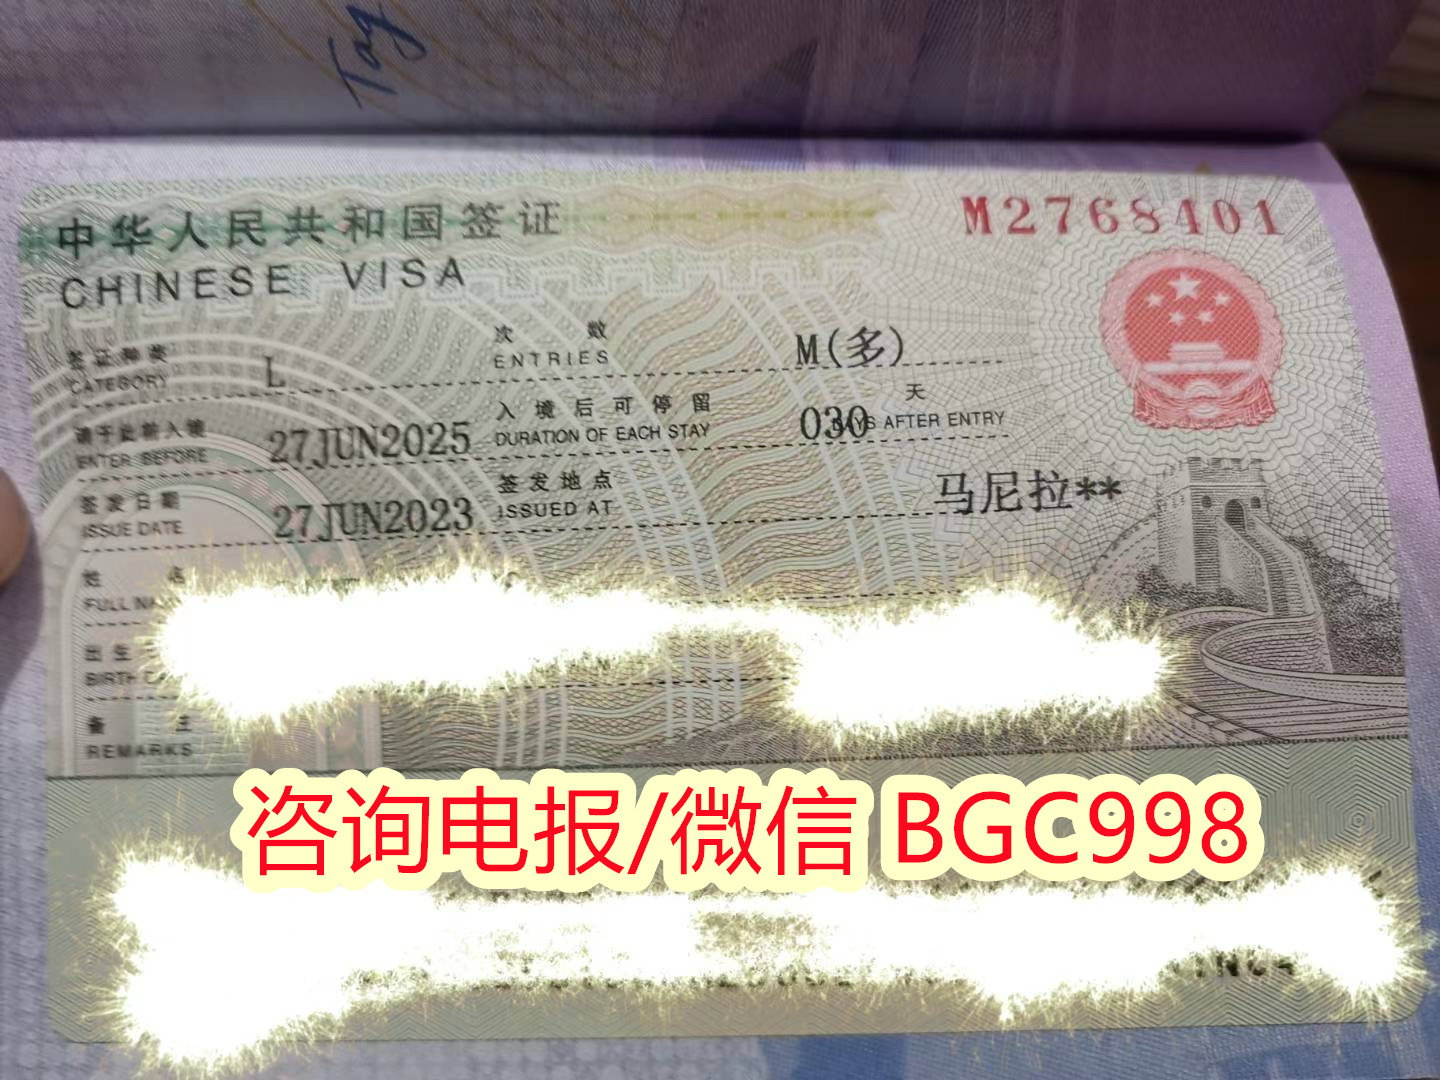 Tag
中华人民共和国签证 M2768401
CHINESE VISA
签证种类 次数
CATEGORY L ENTRIES M(多)
请于此前入境 入境后可停留 天
ENTER BEFORE 27JUN2025 DURATION OF EACH STAY 030 DAYS AFTER ENTRY
签发日期 签发地点
ISSUE DATE 27JUN2023 ISSUED AT 马尼拉**
姓
FULL
出生
BIRTH
备注
REMARKS
咨询电报/微信 BGC998